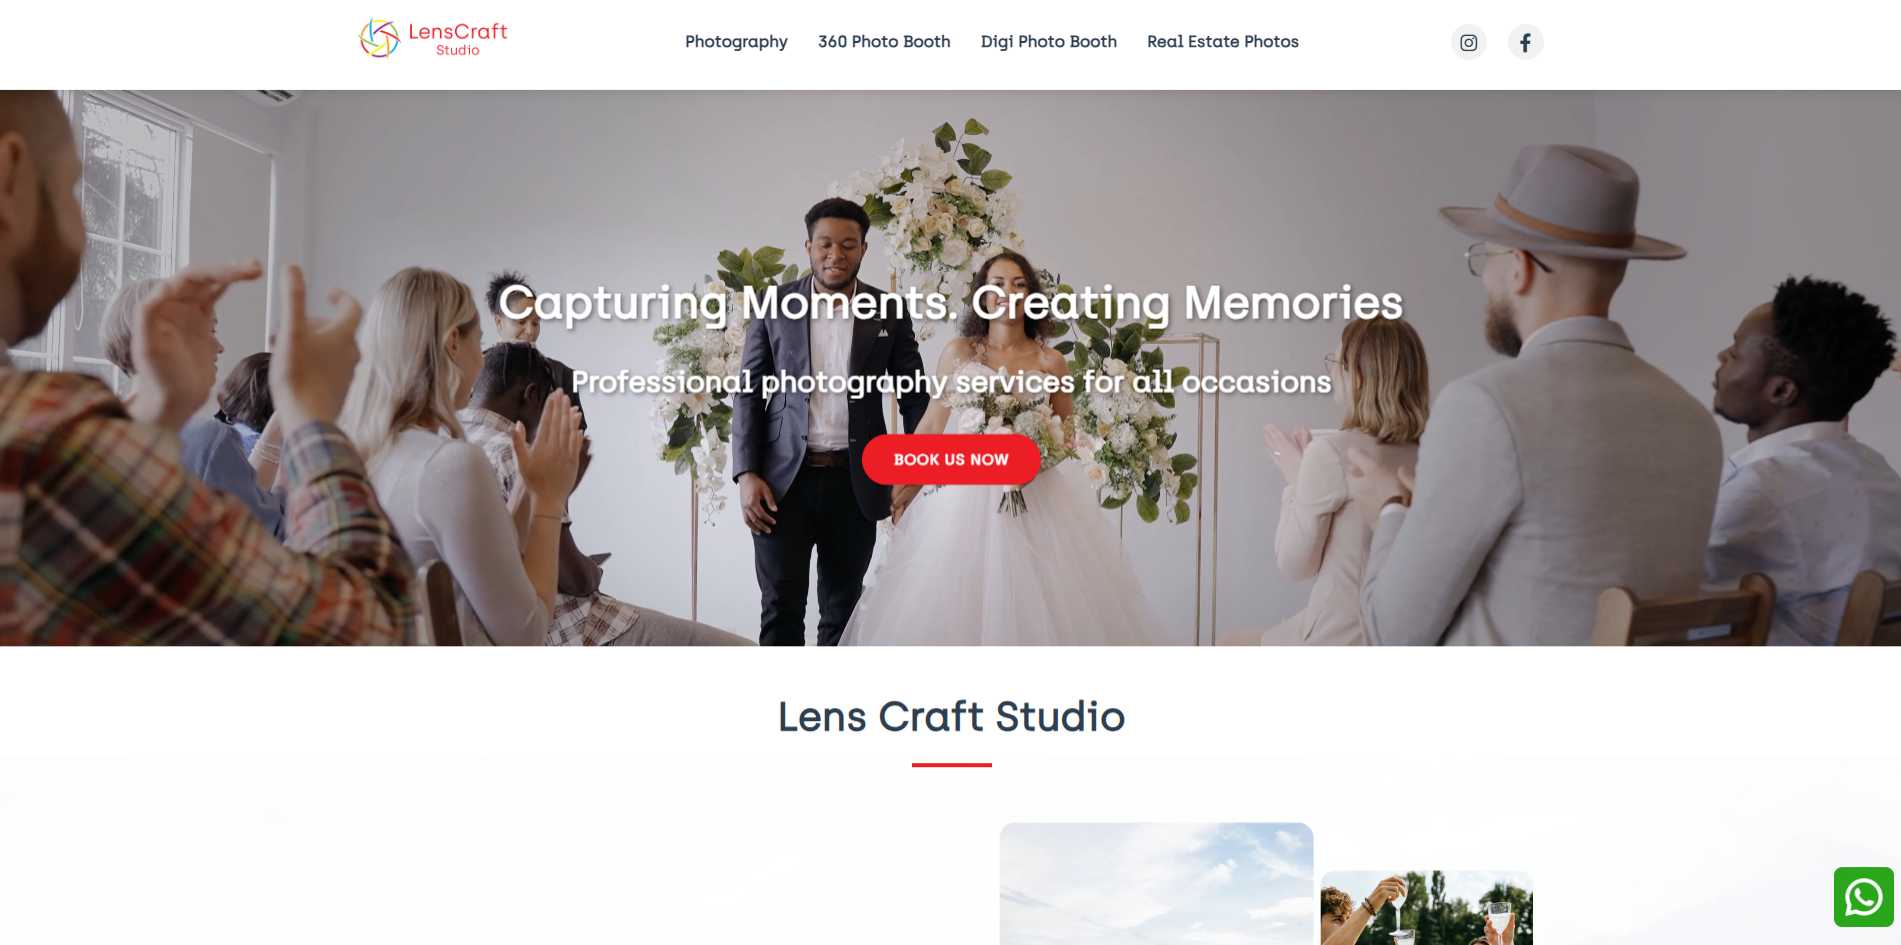 LensCraft
Studio
Photography
360 Photo Booth
Digi Photo Booth
Real Estate Photos
Capturing Moments. Creating Memories
Professional photography services for all occasions
BOOK US NOW
Lens Craft Studio